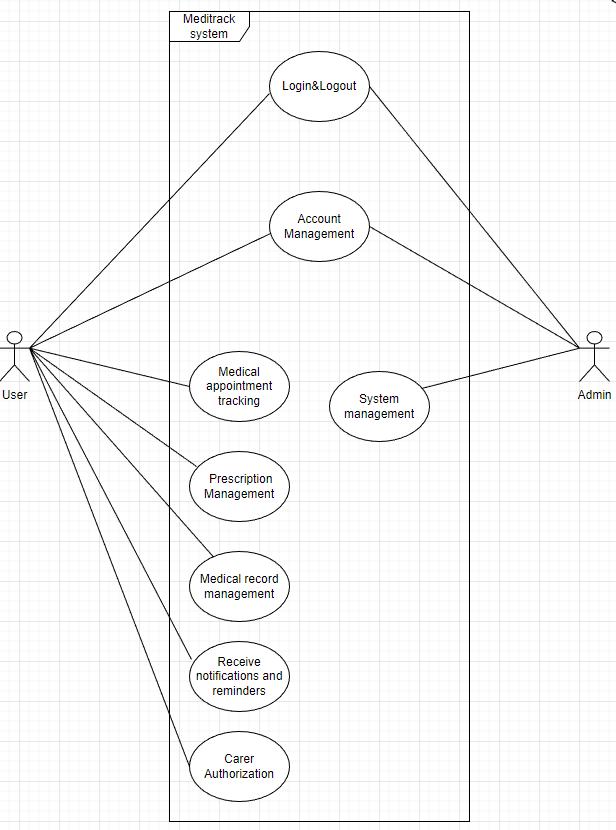 Meditrack
system
Login&Logout
Account
Management
Medical
appointment
tracking
System
management
User
Admin
Prescription
Management
Medical record
management
Receive
notifications and
reminders
Carer
Authorization